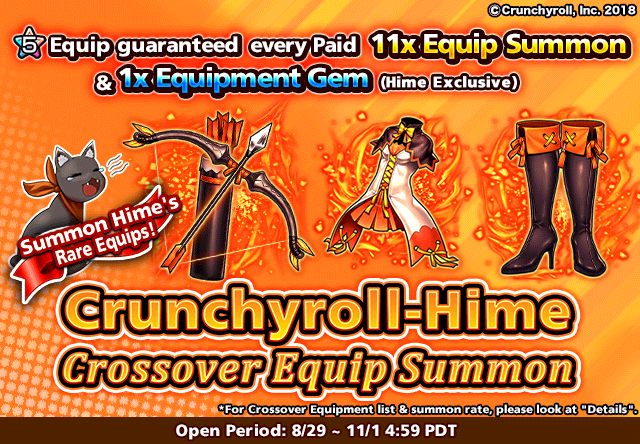 ©Crunchyroll, Inc. 2018
5 Equip guaranteed every Paid 11x Equip Summon
& 1x Equipment Gem (Hime Exclusive)
Summon Hime's
Rare Equips!
Crunchyroll-Hime
Crossover Equip Summon
*For Crossover Equipment list & summon rate, please look at "Details".
Open Period: 8/29 ~ 11/1 4:59 PDT